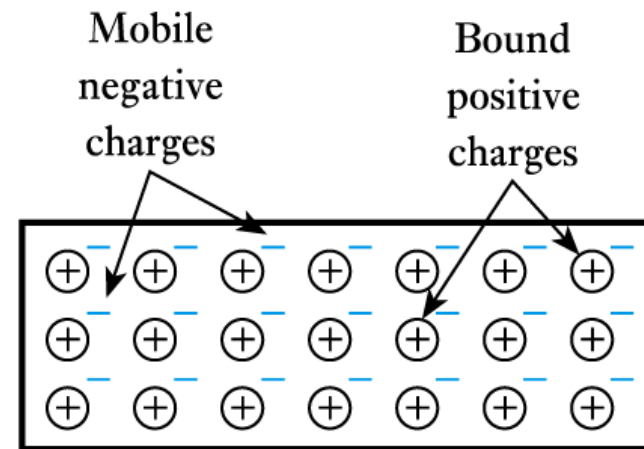 Mobile
negative
charges
Bound
positive
charges
+ − + − + − + − + − + − + −
+ − + − + − + − + − + − + −
+ − + − + − + − + − + − + −